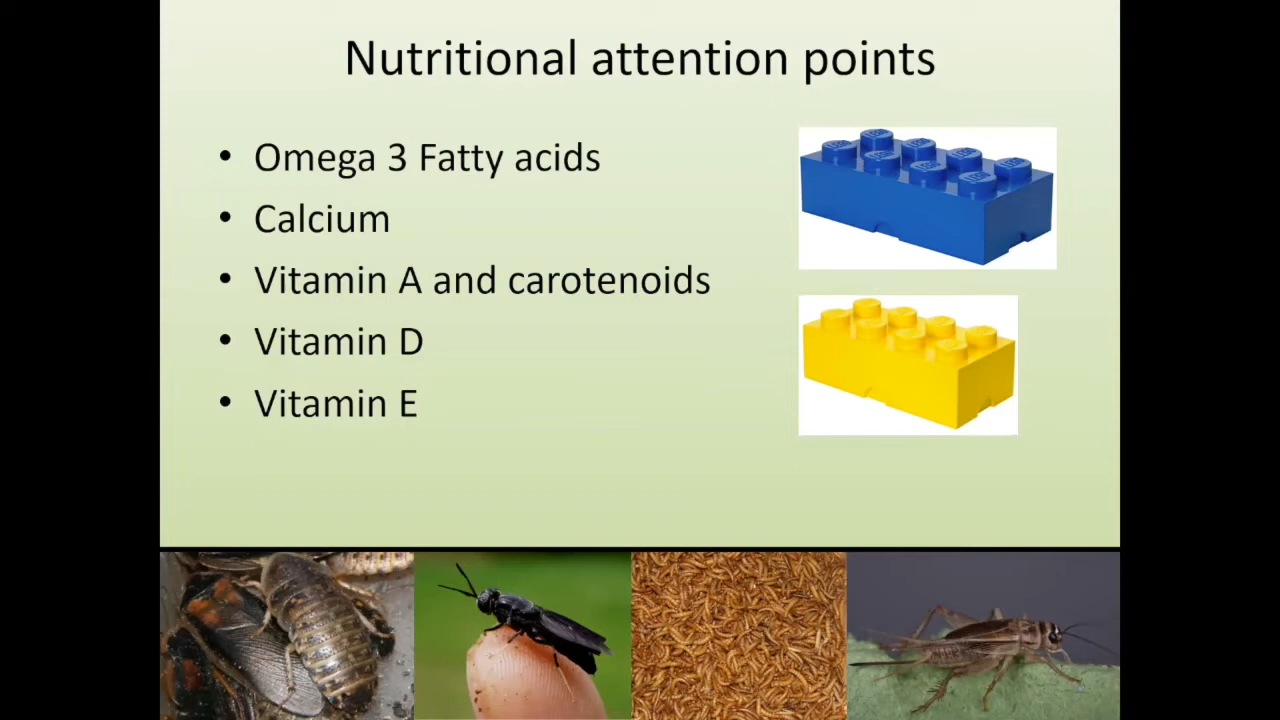 Nutritional attention points
• Omega 3 Fatty acids
• Calcium
• Vitamin A and carotenoids
• Vitamin D
• Vitamin E